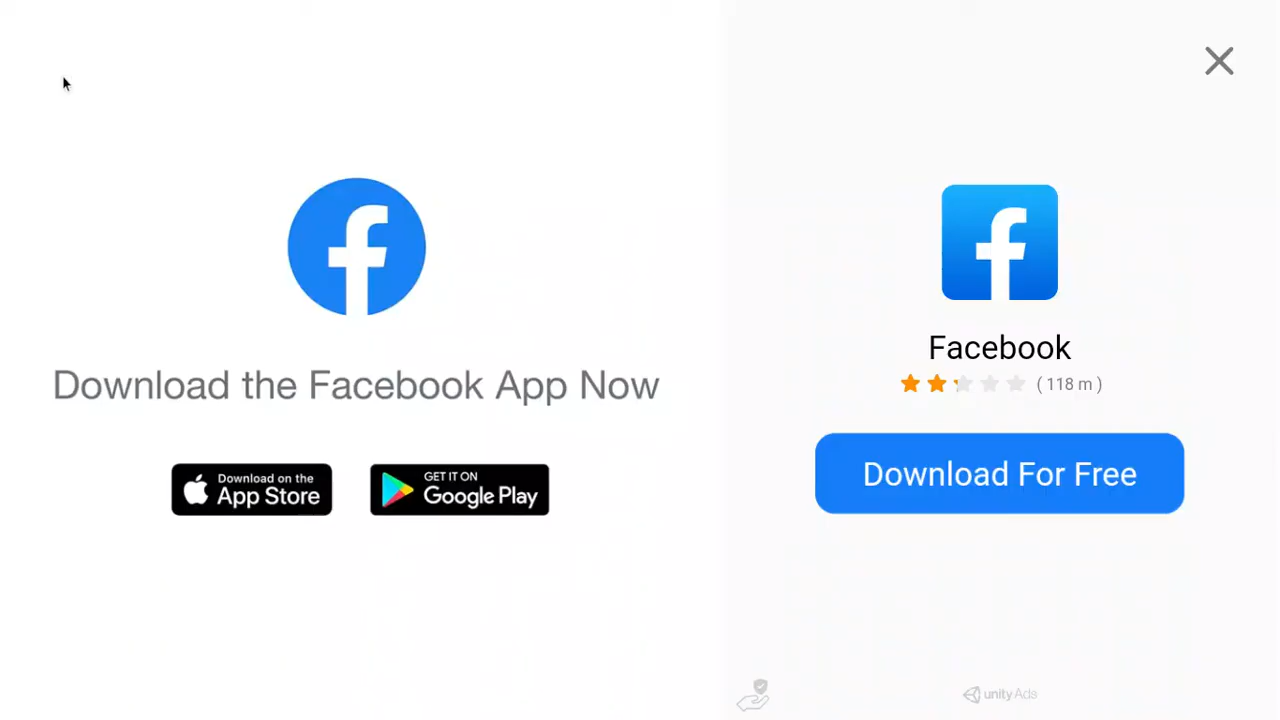 Download the Facebook App Now
Download on the
App Store
GET IT ON
Google Play
Facebook
( 118 m )
Download For Free
unity Ads